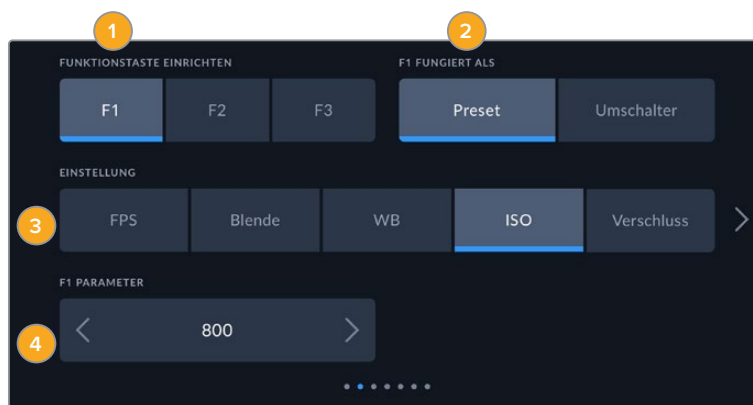 1 2
FUNKTIONSTASTE EINRICHTEN F1 FUNGIERT ALS
F1 F2 F3 Preset Umschalter
EINSTELLUNG
3 FPS Blende WB ISO Verschluss
F1 PARAMETER
4 800